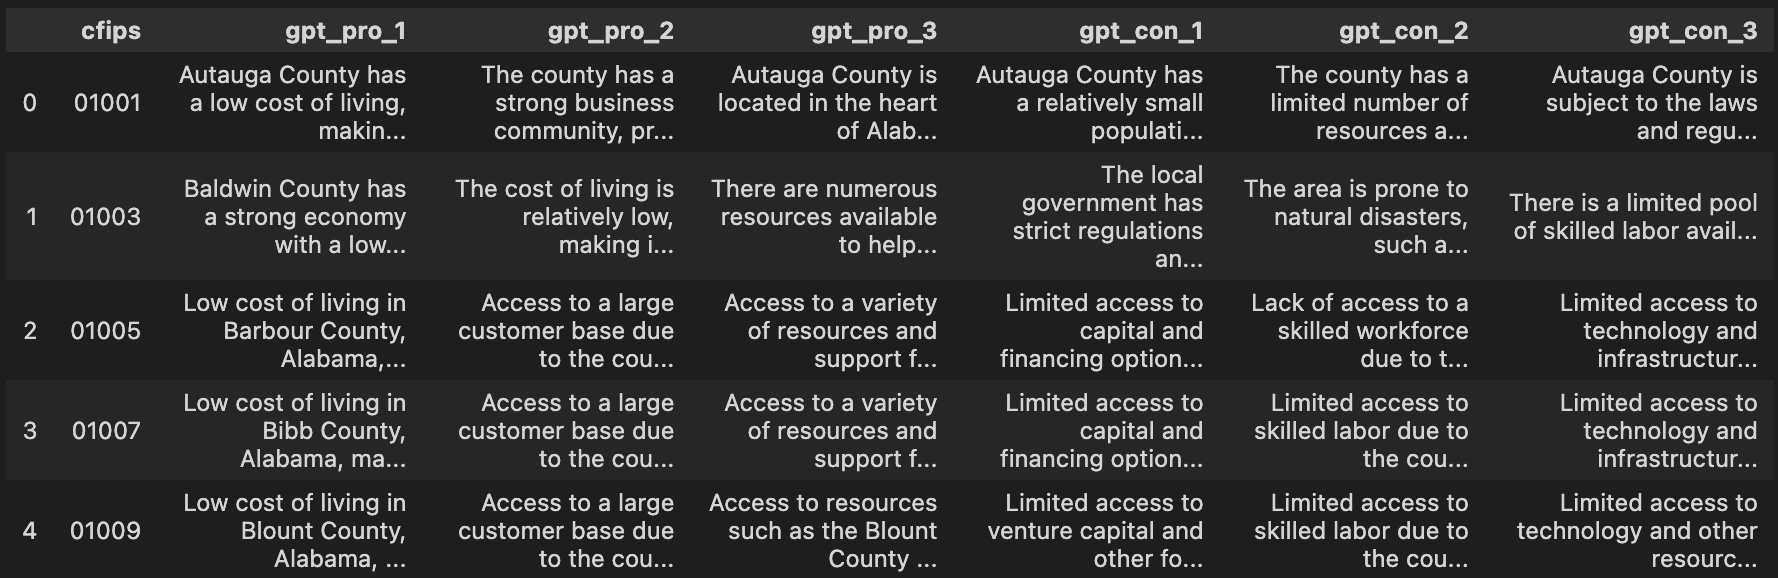 cfips gpt_pro_1 gpt_pro_2 gpt_pro_3 gpt_con_1 gpt_con_2 gpt_con_3
0 01001 Autauga County has a low cost of living, makin... The county has a strong business community, pr... Autauga County is located in the heart of Alab... Autauga County has a relatively small populati... The county has a limited number of resources a... Autauga County is subject to the laws and regu...
1 01003 Baldwin County has a strong economy with a low... The cost of living is relatively low, making i... There are numerous resources available to help... The local government has strict regulations an... The area is prone to natural disasters, such a... There is a limited pool of skilled labor avail...
2 01005 Low cost of living in Barbour County, Alabama,... Access to a large customer base due to the cou... Access to a variety of resources and support f... Limited access to capital and financing option... Lack of access to a skilled workforce due to t... Limited access to technology and infrastructur...
3 01007 Low cost of living in Bibb County, Alabama, ma... Access to a large customer base due to the cou... Access to a variety of resources and support f... Limited access to capital and financing option... Limited access to skilled labor due to the cou... Limited access to technology and infrastructur...
4 01009 Low cost of living in Blount County, Alabama, ... Access to a large customer base due to the cou... Access to resources such as the Blount County ... Limited access to venture capital and other fo... Limited access to skilled labor due to the cou... Limited access to technology and other resourc...